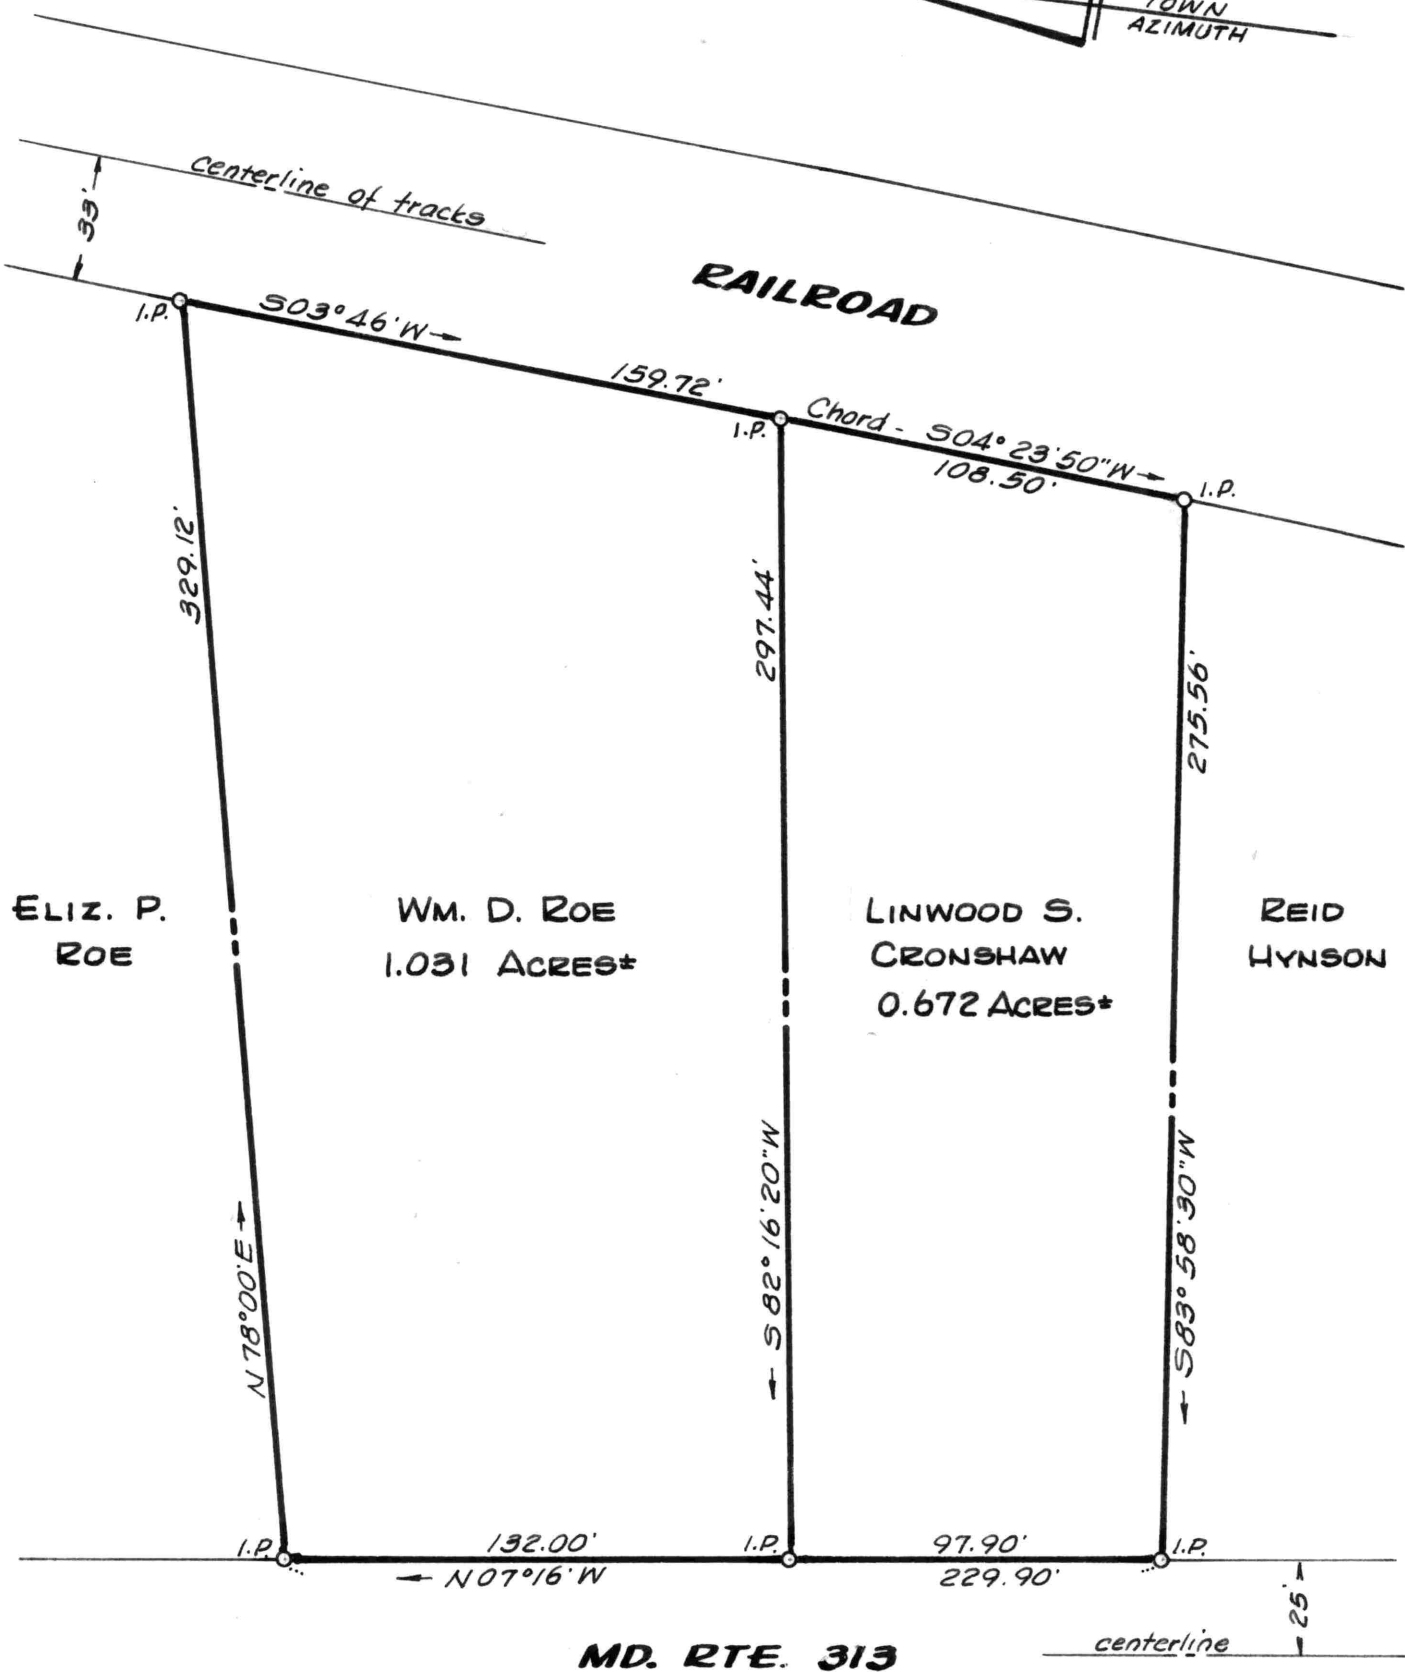 TOWN
AZIMUTH
centerline of tracks
33'
RAILROAD
I.P.
S03°46'W→
159.72'
I.P.
Chord - S04°23'50"W→
108.50'
I.P.
329.12'
297.44'
275.56'
ELIZ. P.
ROE
WM. D. ROE
1.031 ACRES±
LINWOOD S.
CRONSHAW
0.672 ACRES±
REID
HYNSON
N78°00'E→
←S82°16'20"W
←S83°58'30"W
I.P.
132.00'
I.P.
97.90'
I.P.
←N07°16'W
229.90'
25'
centerline
MD. RTE. 313